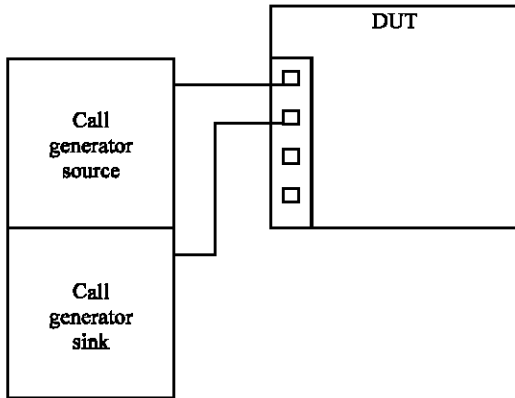 DUT
Call
generator
source
Call
generator
sink